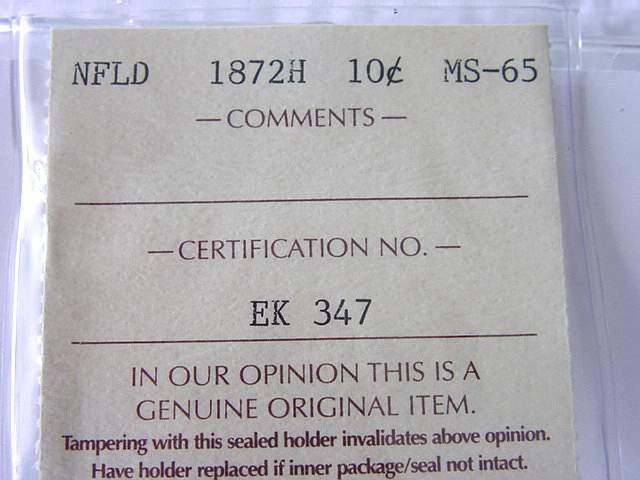 NFLD 1872H 10¢ MS-65
— COMMENTS —
— CERTIFICATION NO. —
EK 347
IN OUR OPINION THIS IS A
GENUINE ORIGINAL ITEM.
Tampering with this sealed holder invalidates above opinion.
Have holder replaced if inner package/seal not intact.